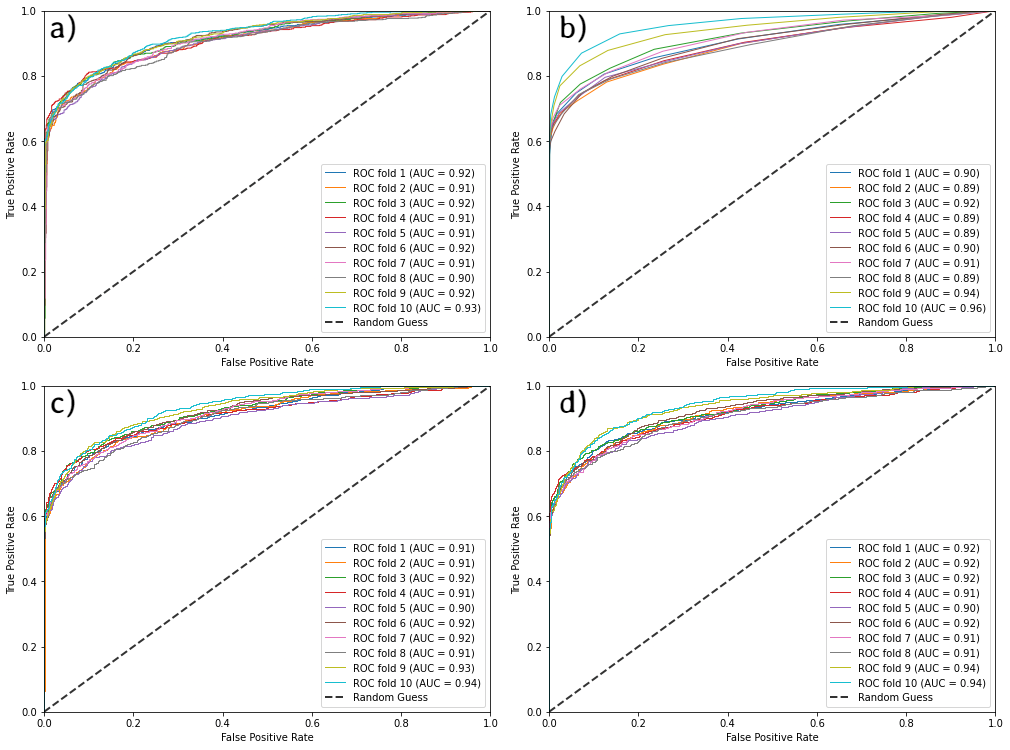 a)
1.0
0.8
0.6
0.4
0.2
0.0
True Positive Rate
0.0 0.2 0.4 0.6 0.8 1.0
False Positive Rate
ROC fold 1 (AUC = 0.92)
ROC fold 2 (AUC = 0.91)
ROC fold 3 (AUC = 0.92)
ROC fold 4 (AUC = 0.91)
ROC fold 5 (AUC = 0.91)
ROC fold 6 (AUC = 0.92)
ROC fold 7 (AUC = 0.91)
ROC fold 8 (AUC = 0.90)
ROC fold 9 (AUC = 0.92)
ROC fold 10 (AUC = 0.93)
Random Guess
b)
1.0
0.8
0.6
0.4
0.2
0.0
True Positive Rate
0.0 0.2 0.4 0.6 0.8 1.0
False Positive Rate
ROC fold 1 (AUC = 0.90)
ROC fold 2 (AUC = 0.89)
ROC fold 3 (AUC = 0.92)
ROC fold 4 (AUC = 0.89)
ROC fold 5 (AUC = 0.89)
ROC fold 6 (AUC = 0.90)
ROC fold 7 (AUC = 0.91)
ROC fold 8 (AUC = 0.89)
ROC fold 9 (AUC = 0.94)
ROC fold 10 (AUC = 0.96)
Random Guess
c)
1.0
0.8
0.6
0.4
0.2
0.0
True Positive Rate
0.0 0.2 0.4 0.6 0.8 1.0
False Positive Rate
ROC fold 1 (AUC = 0.91)
ROC fold 2 (AUC = 0.91)
ROC fold 3 (AUC = 0.92)
ROC fold 4 (AUC = 0.91)
ROC fold 5 (AUC = 0.90)
ROC fold 6 (AUC = 0.92)
ROC fold 7 (AUC = 0.92)
ROC fold 8 (AUC = 0.91)
ROC fold 9 (AUC = 0.93)
ROC fold 10 (AUC = 0.94)
Random Guess
d)
1.0
0.8
0.6
0.4
0.2
0.0
True Positive Rate
0.0 0.2 0.4 0.6 0.8 1.0
False Positive Rate
ROC fold 1 (AUC = 0.92)
ROC fold 2 (AUC = 0.92)
ROC fold 3 (AUC = 0.92)
ROC fold 4 (AUC = 0.91)
ROC fold 5 (AUC = 0.90)
ROC fold 6 (AUC = 0.92)
ROC fold 7 (AUC = 0.91)
ROC fold 8 (AUC = 0.91)
ROC fold 9 (AUC = 0.94)
ROC fold 10 (AUC = 0.94)
Random Guess